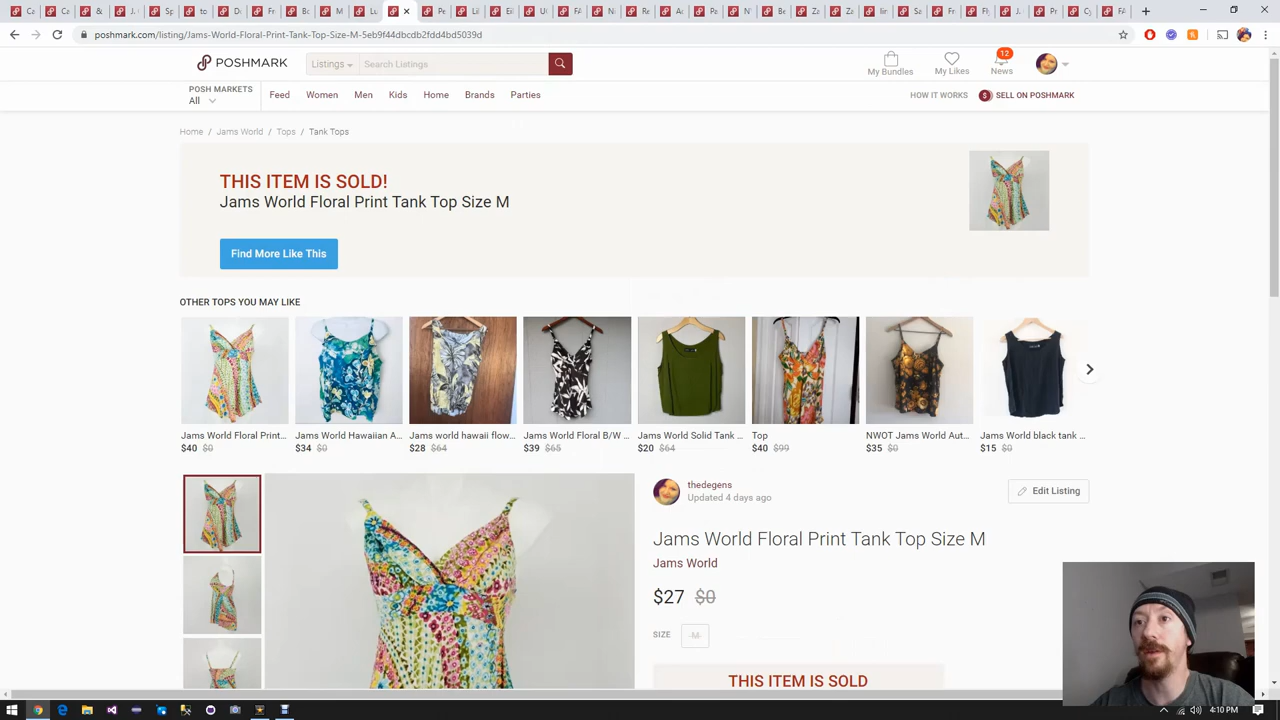 poshmark.com/listing/Jams-World-Floral-Print-Tank-Top-Size-M-5eb9f44dbcdb2fdd4bd5039d
POSHMARK
Listings
Search Listings
My Bundles
My Likes
12
News
POSH MARKETS
All
Feed
Women
Men
Kids
Home
Brands
Parties
HOW IT WORKS
SELL ON POSHMARK
Home / Jams World / Tops / Tank Tops
THIS ITEM IS SOLD!
Jams World Floral Print Tank Top Size M
Find More Like This
OTHER TOPS YOU MAY LIKE
Jams World Floral Print...
$40 $0
Jams World Hawaiian A...
$34 $0
Jams world hawaii flow...
$28 $64
Jams World Floral B/W ...
$39 $65
Jams World Solid Tank ...
$20 $64
Top
$40 $99
NWOT Jams World Aut...
$35 $0
Jams World black tank ...
$15 $0
thedegens
Updated 4 days ago
Edit Listing
Jams World Floral Print Tank Top Size M
Jams World
$27 $0
SIZE
M
THIS ITEM IS SOLD
4:10 PM